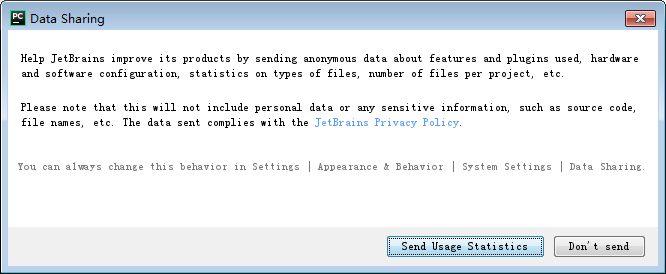 PC Data Sharing
Help JetBrains improve its products by sending anonymous data about features and plugins used, hardware
and software configuration, statistics on types of files, number of files per project, etc.
Please note that this will not include personal data or any sensitive information, such as source code,
file names, etc. The data sent complies with the JetBrains Privacy Policy.
You can always change this behavior in Settings | Appearance & Behavior | System Settings | Data Sharing.
Send Usage Statistics Don't send